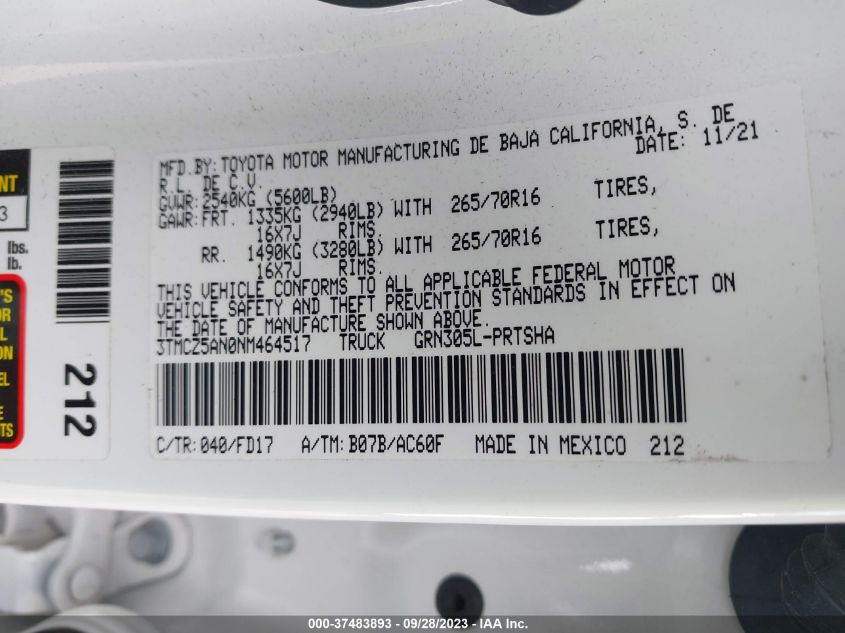 MFD.BY: TOYOTA MOTOR MANUFACTURING DE BAJA CALIFORNIA, S. DE
R.L. DE C.V. DATE: 11/21
GVWR: 2540KG (5600LB)
GAWR: FRT. 1335KG (2940LB) WITH 265/70R16 TIRES,
16X7J RIMS.
RR. 1490KG (3280LB) WITH 265/70R16 TIRES,
16X7J RIMS.
THIS VEHICLE CONFORMS TO ALL APPLICABLE FEDERAL MOTOR
VEHICLE SAFETY AND THEFT PREVENTION STANDARDS IN EFFECT ON
THE DATE OF MANUFACTURE SHOWN ABOVE.
3TMCZ5AN0NM464517 TRUCK GRN305L-PRTSHA
C/TR: 040/FD17 A/TM: B07B/AC60F MADE IN MEXICO 212
212
3
lbs.
lb.
000-37483893 / 09/28/2023 / IAA, Inc.